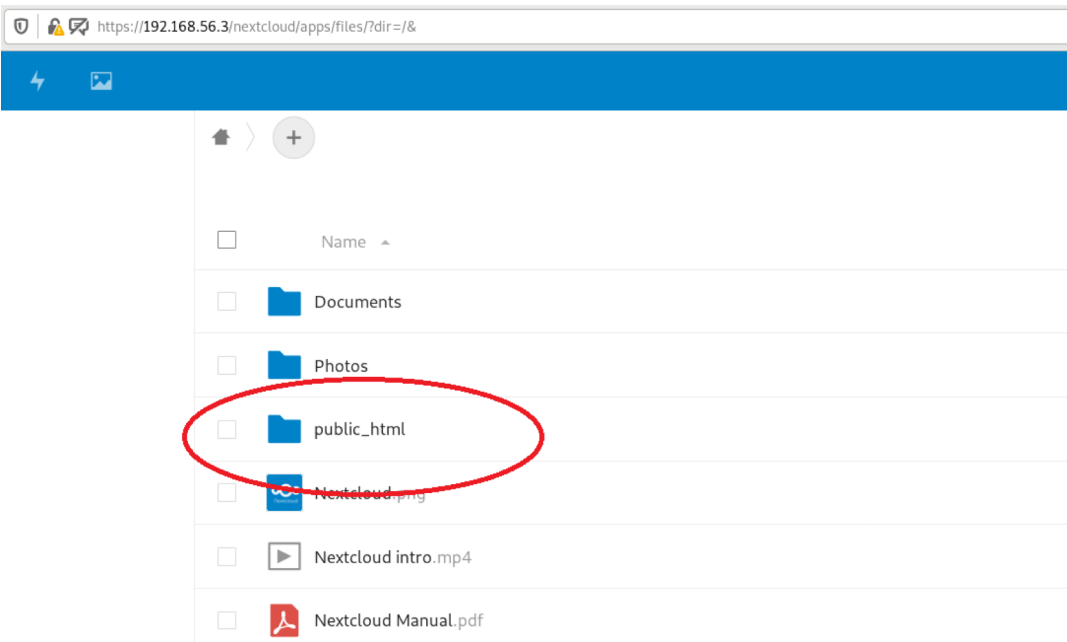 https://192.168.56.3/nextcloud/apps/files/?dir=/&
Name
Documents
Photos
public_html
Nextcloud.png
Nextcloud intro.mp4
Nextcloud Manual.pdf